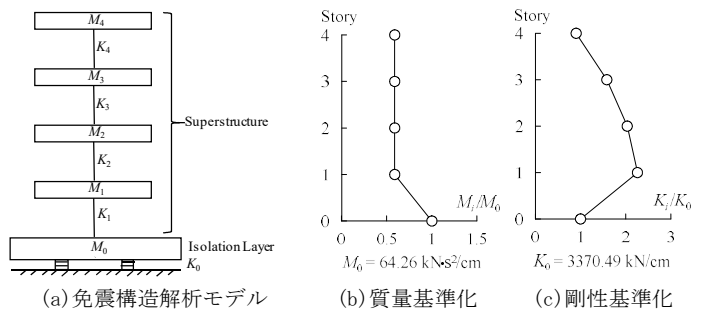 M4
K4
M3
K3
M2
K2
M1
K1
M0
Superstructure
Isolation Layer
K0
(a)免震構造解析モデル
Story
4
3
2
1
0
0 0.5 1 1.5
Mi/M0
M0 = 64.26 kN•s²/cm
(b)質量基準化
Story
4
3
2
1
0
0 1 2 3
Ki/K0
K0 = 3370.49 kN/cm
(c)剛性基準化